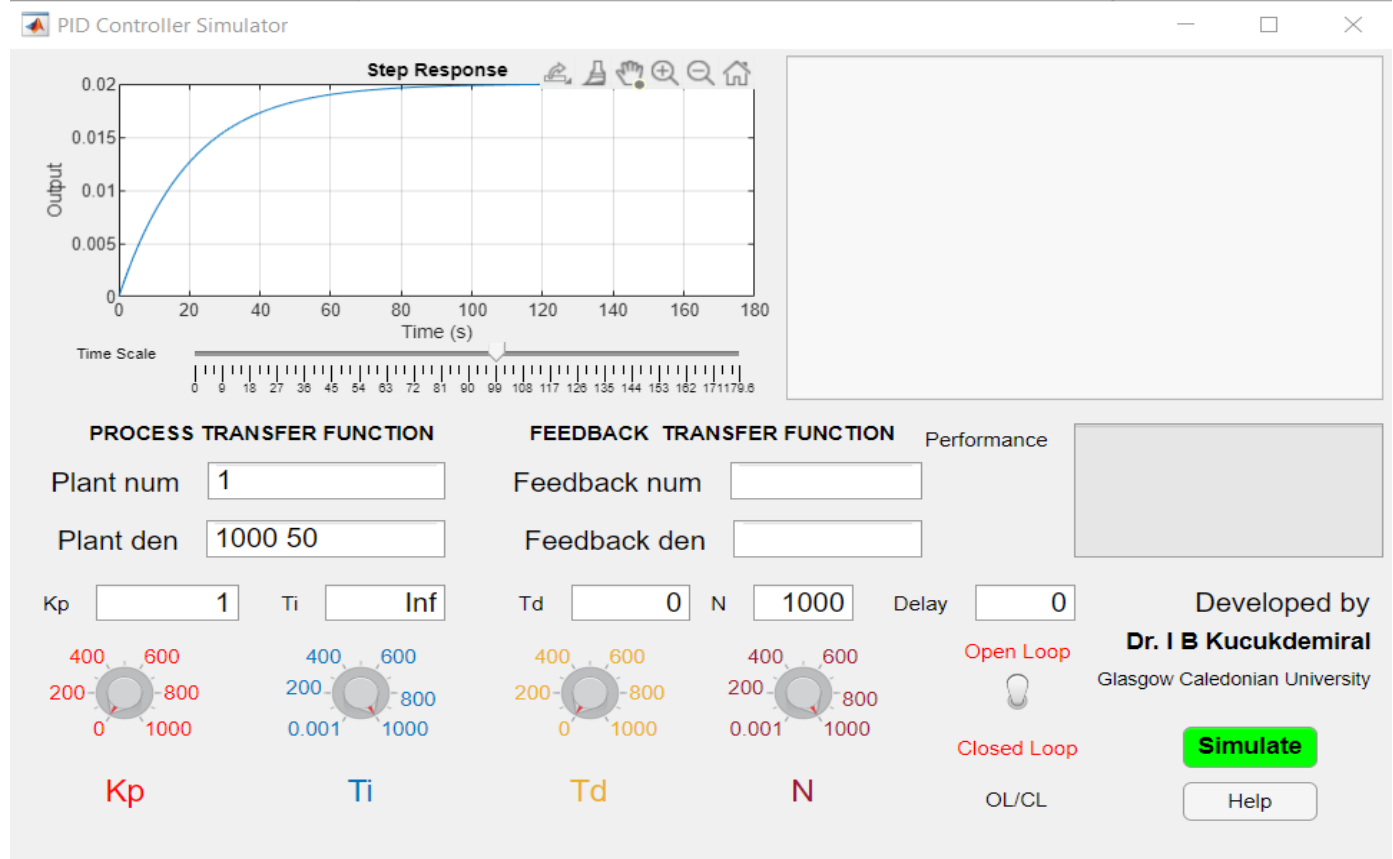 PID Controller Simulator
Step Response
0.02
0.015
0.01
0.005
0
Output
0 20 40 60 80 100 120 140 160 180
Time (s)
Time Scale
0 9 18 27 36 45 54 63 72 81 90 99 108 117 126 135 144 153 162 171179.6
PROCESS TRANSFER FUNCTION
FEEDBACK TRANSFER FUNCTION
Performance
Plant num 1
Feedback num
Plant den 1000 50
Feedback den
Kp 1 Ti Inf Td 0 N 1000 Delay 0
Developed by
Dr. I B Kucukdemiral
Glasgow Caledonian University
400 600
200 800
0 1000
Kp
400 600
200 800
0.001 1000
Ti
400 600
200 800
0 1000
Td
400 600
200 800
0.001 1000
N
Open Loop
Closed Loop
OL/CL
Simulate
Help